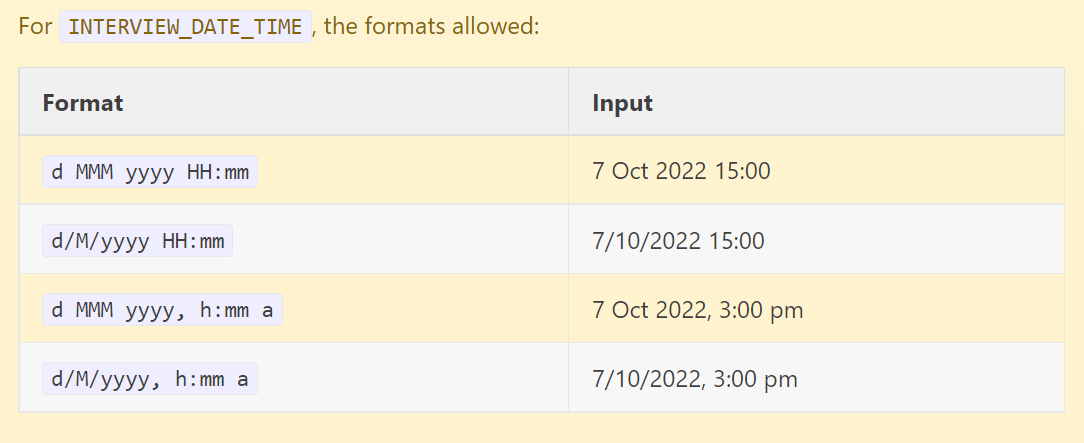 For INTERVIEW_DATE_TIME, the formats allowed:
Format Input
d MMM yyyy HH:mm 7 Oct 2022 15:00
d/M/yyyy HH:mm 7/10/2022 15:00
d MMM yyyy, h:mm a 7 Oct 2022, 3:00 pm
d/M/yyyy, h:mm a 7/10/2022, 3:00 pm